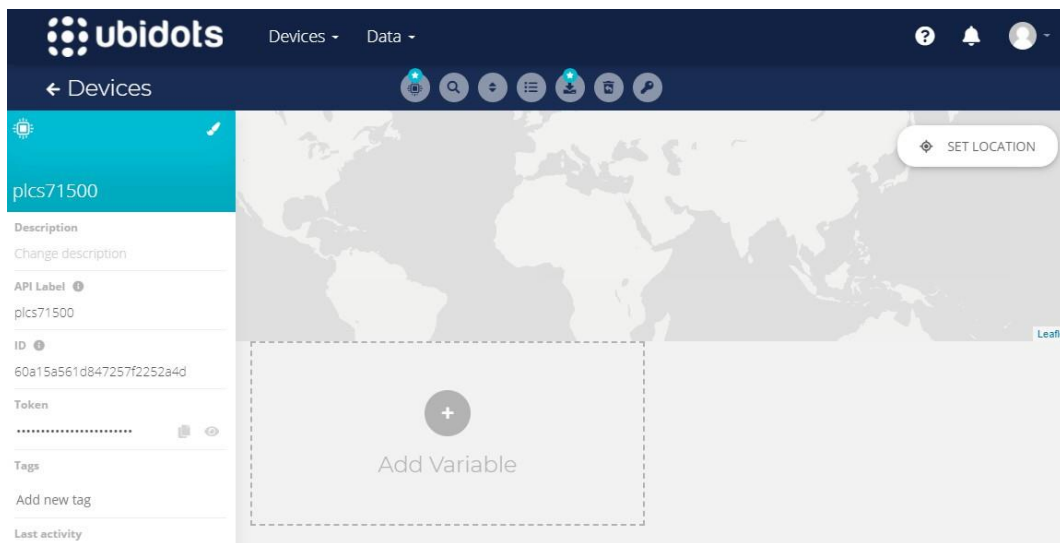 ubidots
Devices
Data
?
← Devices
plcs71500
SET LOCATION
Description
Change description
API Label
plcs71500
ID
60a15a561d847257f2252a4d
Leafl
Token
........................
Tags
Add new tag
Last activity
+
Add Variable